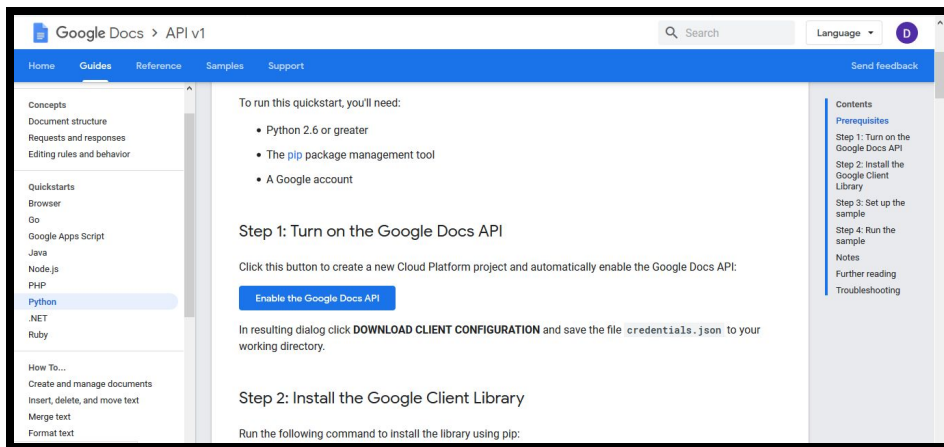 Google Docs > API v1
Search
Language
D
Home Guides Reference Samples Support Send feedback
Concepts
Document structure
Requests and responses
Editing rules and behavior
Quickstarts
Browser
Go
Google Apps Script
Java
Node.js
PHP
Python
.NET
Ruby
How To...
Create and manage documents
Insert, delete, and move text
Merge text
Format text
To run this quickstart, you'll need:
• Python 2.6 or greater
• The pip package management tool
• A Google account
Step 1: Turn on the Google Docs API
Click this button to create a new Cloud Platform project and automatically enable the Google Docs API:
Enable the Google Docs API
In resulting dialog click DOWNLOAD CLIENT CONFIGURATION and save the file credentials.json to your
working directory.
Step 2: Install the Google Client Library
Run the following command to install the library using pip:
Contents
Prerequisites
Step 1: Turn on the
Google Docs API
Step 2: Install the
Google Client
Library
Step 3: Set up the
sample
Step 4: Run the
sample
Notes
Further reading
Troubleshooting